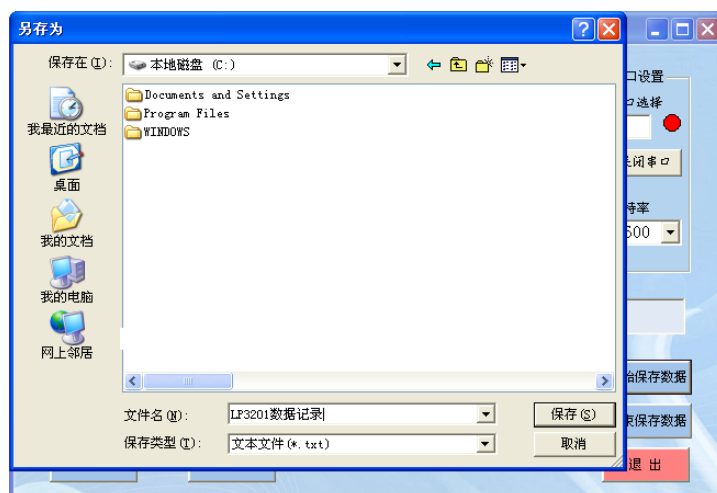 另存为
保存在(I):
本地磁盘 (C:)
Documents and Settings
Program Files
WINDOWS
我最近的文档
桌面
我的文档
我的电脑
网上邻居
文件名(N):
LP3201数据记录
保存(S)
保存类型(T):
文本文件(*.txt)
取消
口设置
口选择
闭串口
特率
600
始保存数据
束保存数据
退 出